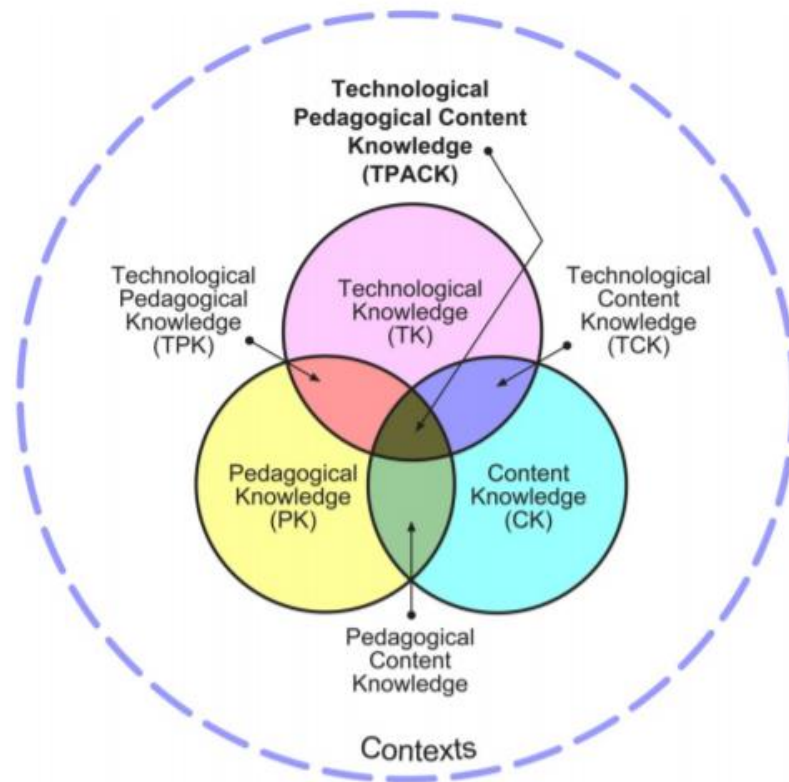 Technological
Pedagogical Content
Knowledge
(TPACK)
Technological
Pedagogical
Knowledge
(TPK)
Technological
Knowledge
(TK)
Technological
Content
Knowledge
(TCK)
Pedagogical
Knowledge
(PK)
Content
Knowledge
(CK)
Pedagogical
Content
Knowledge
Contexts